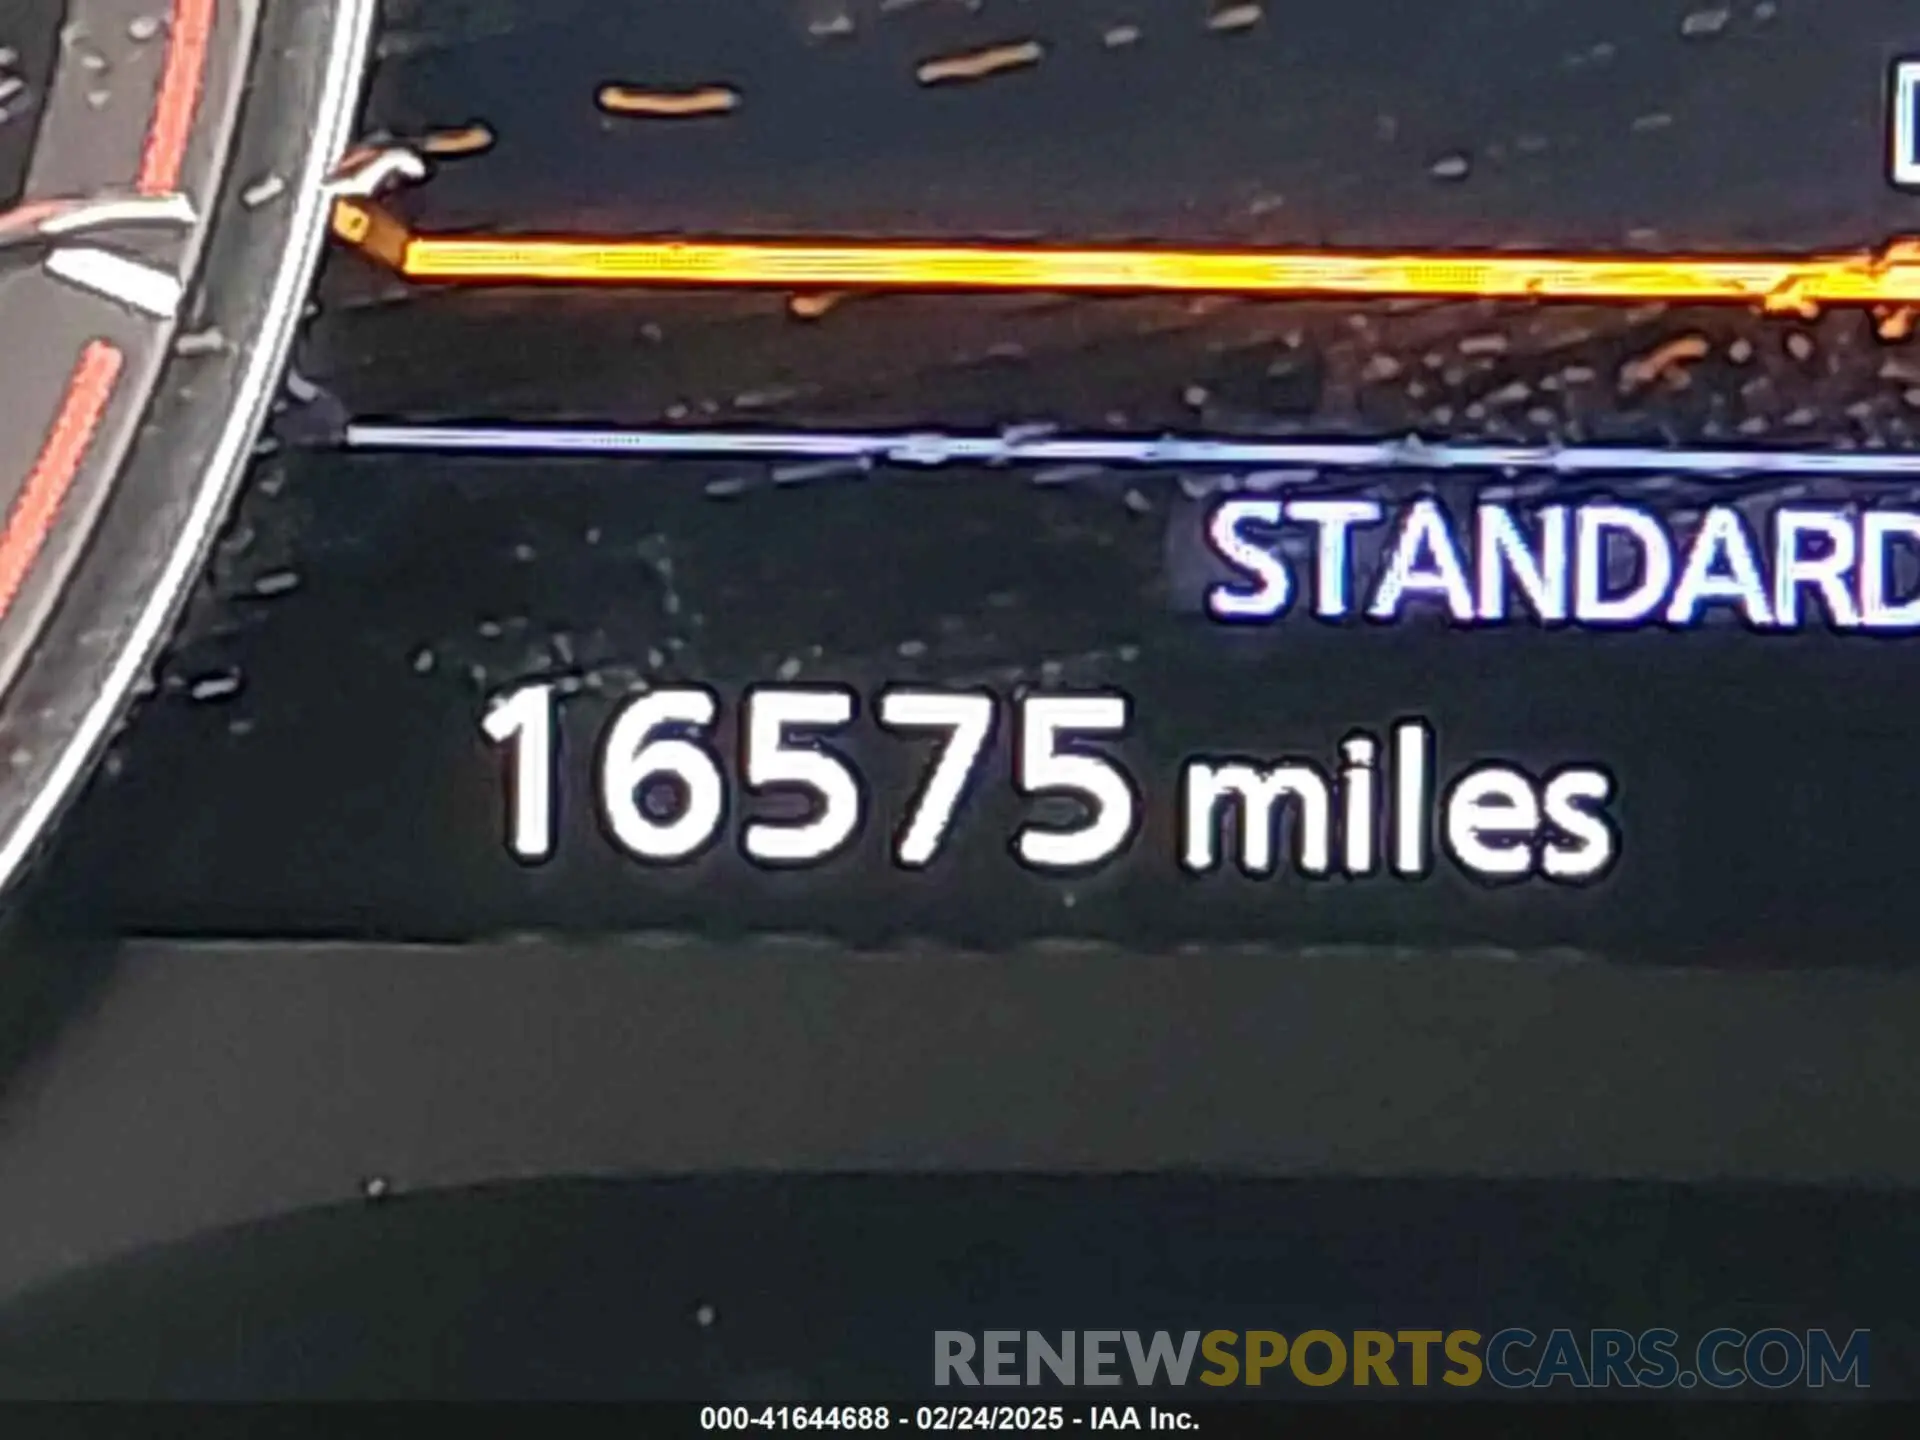 STANDARD
16575 miles
RENEWSPORTSCARS.COM
000-41644688 - 02/24/2025 - IAA Inc.